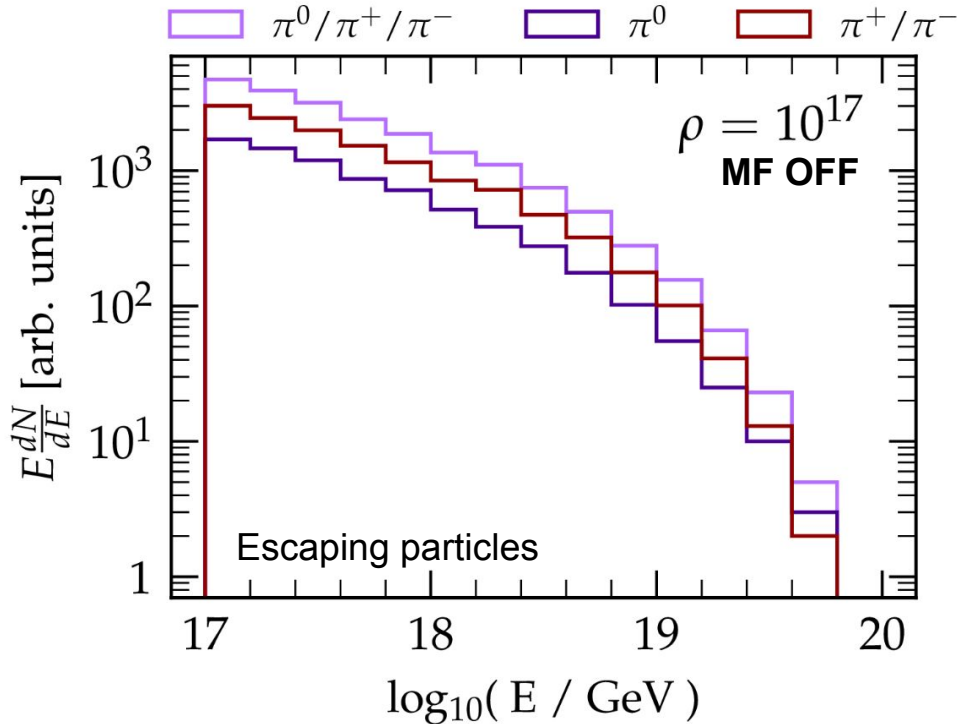 π⁰/π⁺/π⁻ π⁰ π⁺/π⁻
ρ = 10¹⁷
MF OFF
E dN/dE [arb. units]
10³
10²
10¹
1
Escaping particles
17 18 19 20
log₁₀( E / GeV )